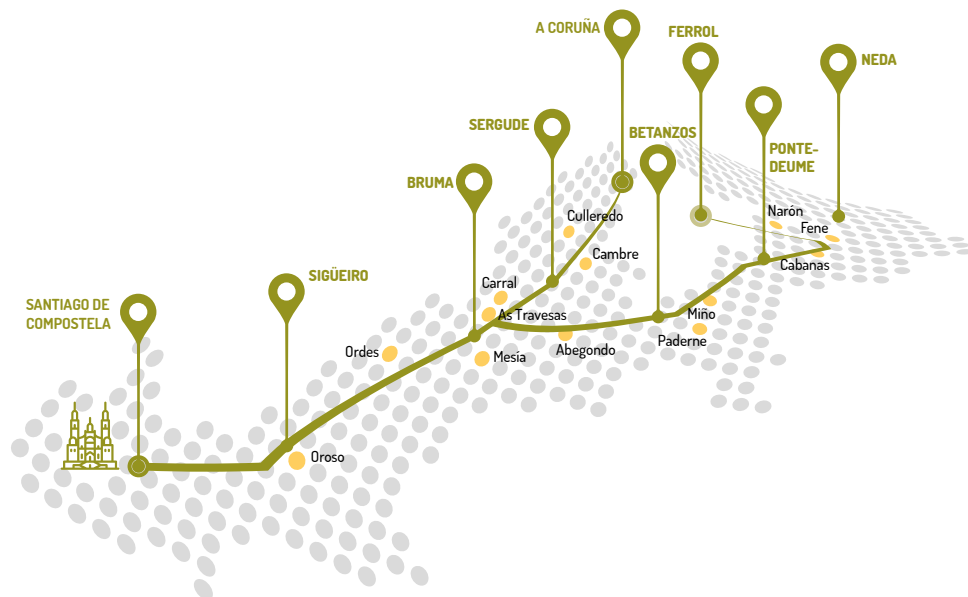 A CORUÑA
FERROL
NEDA
SERGUDE
BETANZOS
PONTE-
DEUME
BRUMA
Culleredo
Narón
Fene
Cambre
Cabanas
SIGÜEIRO
Carral
SANTIAGO DE
COMPOSTELA
As Travesas
Miño
Paderne
Ordes
Mesía
Abegondo
Oroso